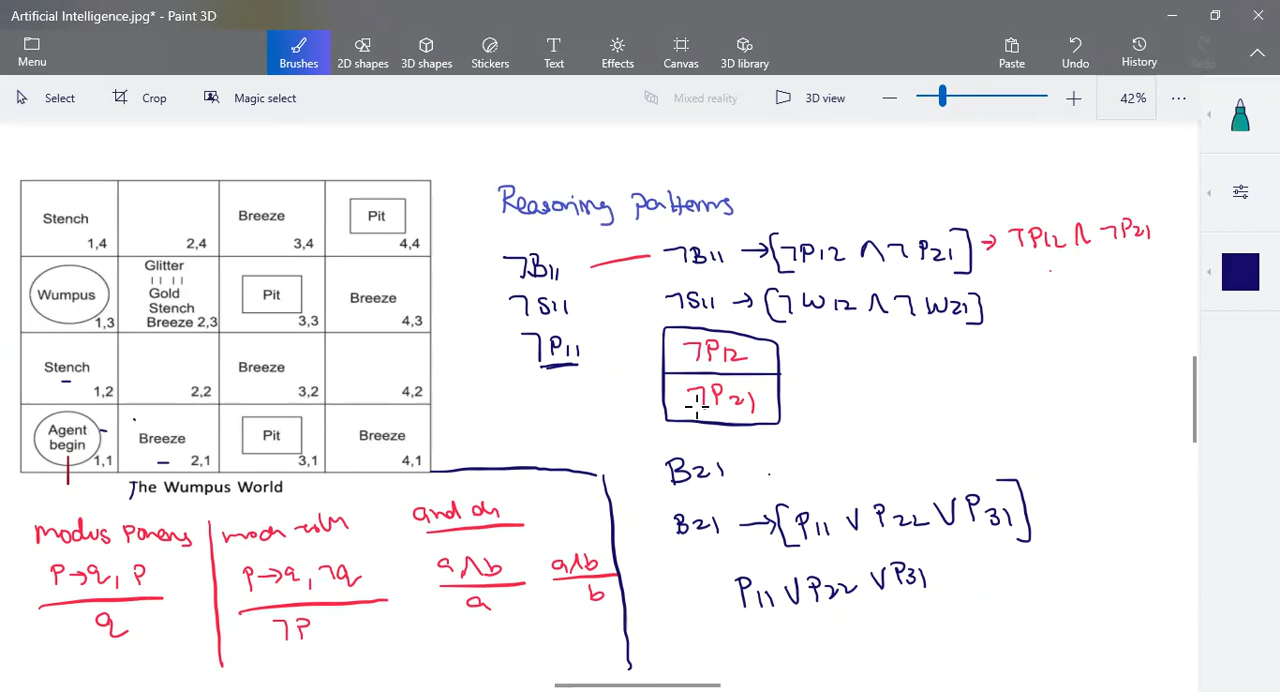 Artificial Intelligence.jpg* - Paint 3D
Menu
Brushes
2D shapes
3D shapes
Stickers
Text
Effects
Canvas
3D library
Paste
Undo
History
Redo
Select
Crop
Magic select
Mixed reality
3D view
42%
Stench 1,4
2,4
Breeze 3,4
Pit 4,4
Wumpus 1,3
Glitter
Gold
Stench
Breeze 2,3
Pit 3,3
Breeze 4,3
Stench 1,2
2,2
Breeze 3,2
4,2
Agent
begin 1,1
Breeze 2,1
Pit 3,1
Breeze 4,1
The Wumpus World
Reasoning patterns
¬B11
¬S11
¬P11
¬B11 → [¬P12 ∧ ¬P21] → ¬P12 ∧ ¬P21
¬S11 → [¬W12 ∧ ¬W21]
¬P12
¬P21
B21
B21 → [P11 ∨ P22 ∨ P31]
P11 ∨ P22 ∨ P31
modus ponens
P→q, P
q
P→q, ¬q
¬P
a∧b
a
a∧b
b